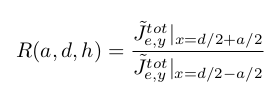 R(a, d, h) = \frac{\tilde{J}^{tot}_{e,y}|_{x=d/2+a/2}}{\tilde{J}^{tot}_{e,y}|_{x=d/2-a/2}}